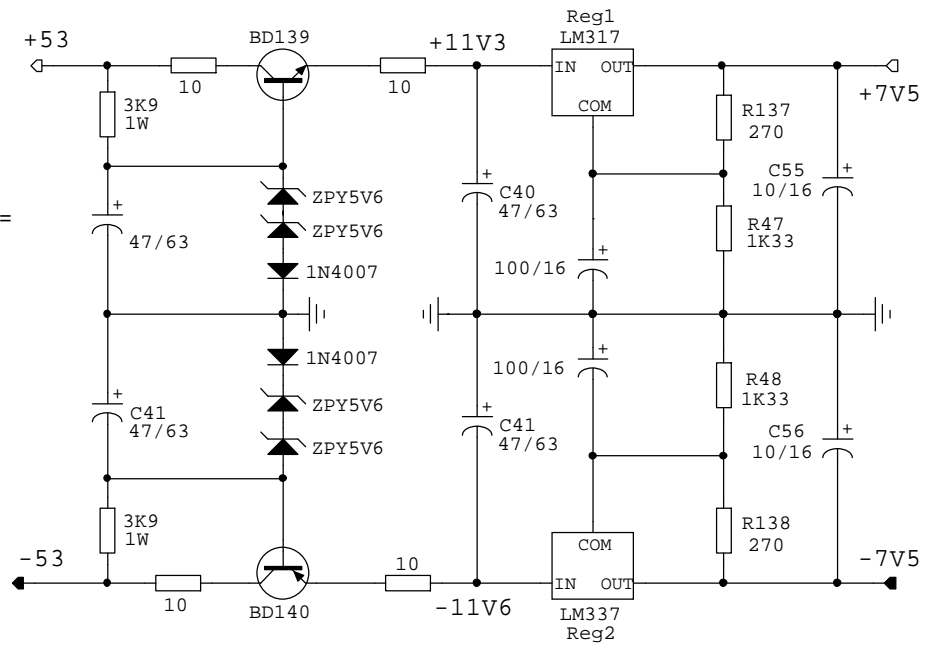 Reg1
+53
BD139
+11V3
LM317
IN OUT
COM
+7V5
10
10
3K9
1W
R137
270
ZPY5V6
C40
47/63
C55
10/16
=
47/63
ZPY5V6
R47
1K33
1N4007
100/16
1N4007
100/16
R48
1K33
C41
47/63
ZPY5V6
C41
47/63
C56
10/16
ZPY5V6
3K9
1W
R138
270
COM
-53
10
-7V5
IN OUT
10
BD140
-11V6
LM337
Reg2